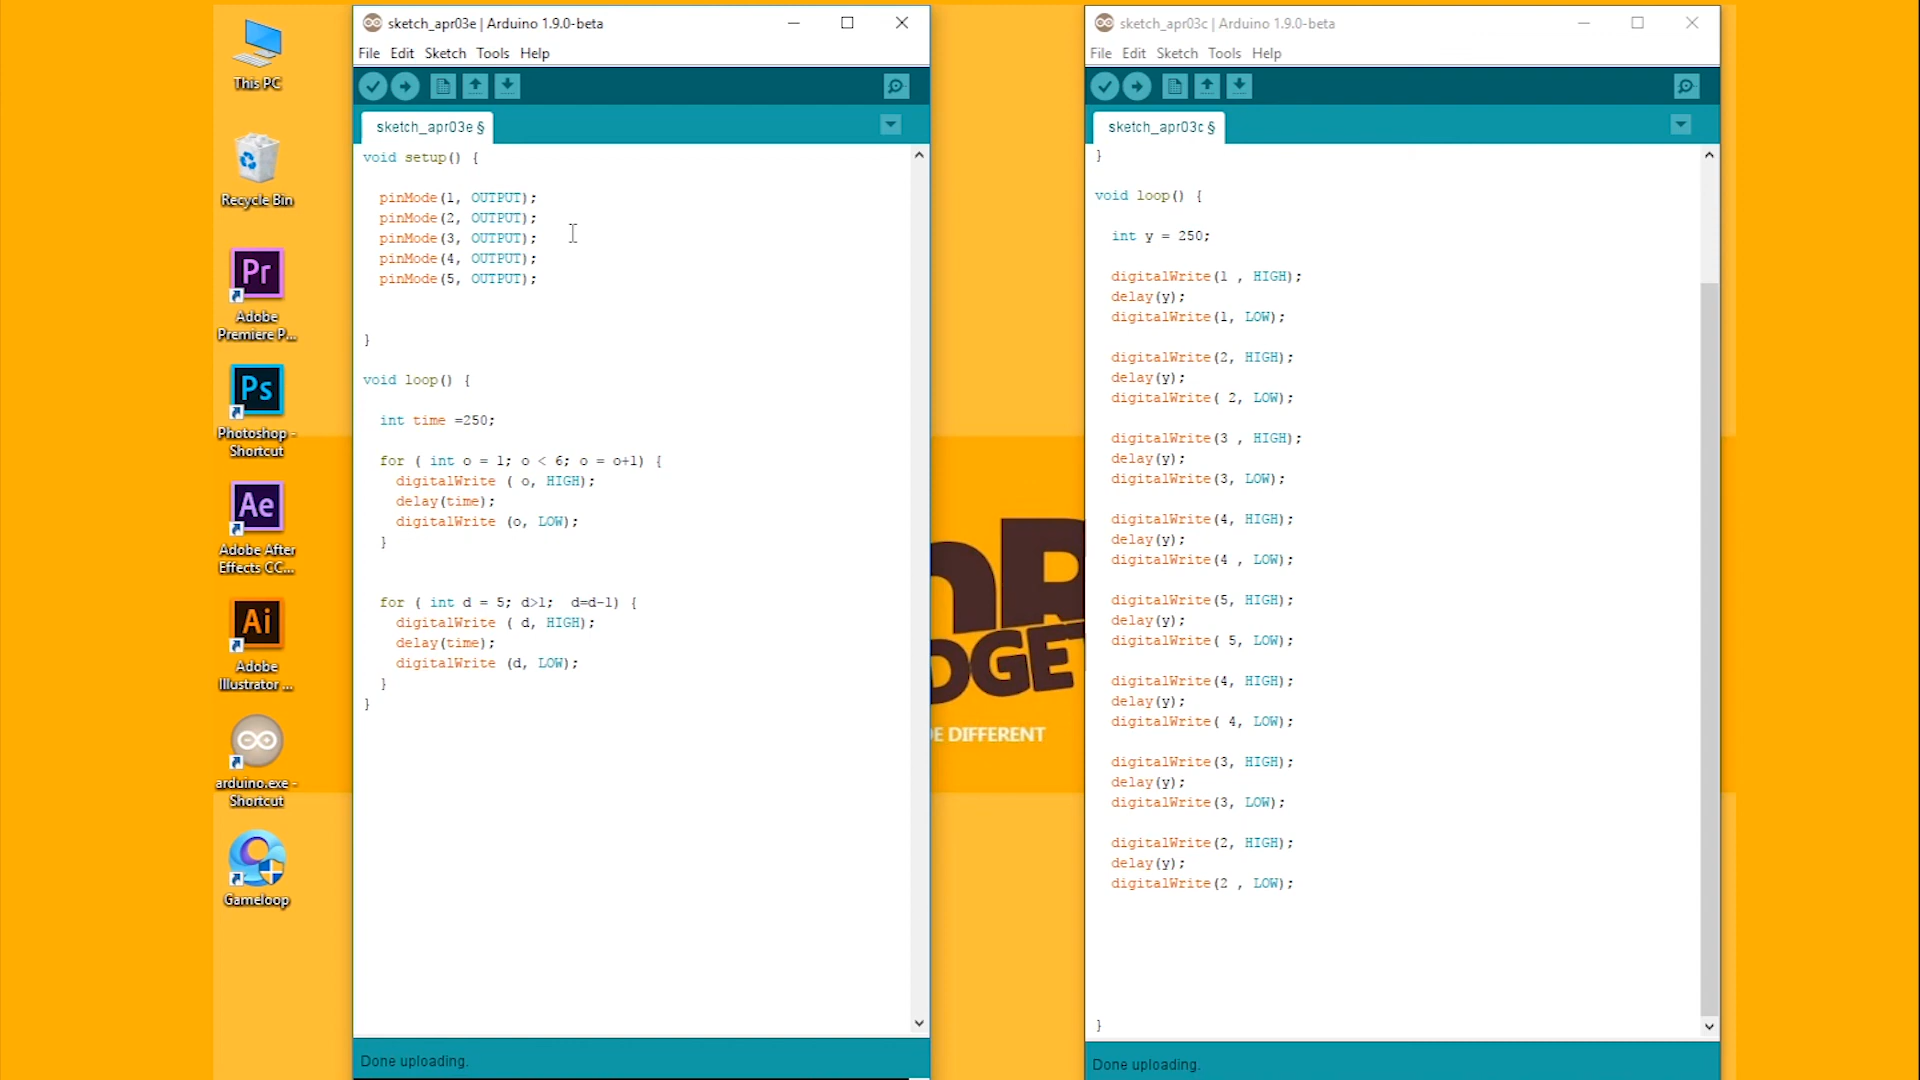 This PC
Recycle Bin
Adobe
Premiere P...
Photoshop -
Shortcut
Adobe After
Effects CC...
Adobe
Illustrator ...
arduino.exe -
Shortcut
Gameloop
Pr
Ps
Ae
Ai
sketch_apr03e | Arduino 1.9.0-beta
File Edit Sketch Tools Help
sketch_apr03e §
void setup() {
pinMode(1, OUTPUT);
pinMode(2, OUTPUT);
pinMode(3, OUTPUT);
pinMode(4, OUTPUT);
pinMode(5, OUTPUT);
}
void loop() {
int time =250;
for ( int o = 1; o < 6; o = o+1) {
digitalWrite ( o, HIGH);
delay(time);
digitalWrite (o, LOW);
}
for ( int d = 5; d>1;  d=d-1) {
digitalWrite ( d, HIGH);
delay(time);
digitalWrite (d, LOW);
}
}
Done uploading.
DIFFERENT
sketch_apr03c | Arduino 1.9.0-beta
File Edit Sketch Tools Help
sketch_apr03c §
}
void loop() {
int y = 250;
digitalWrite(1 , HIGH);
delay(y);
digitalWrite(1, LOW);
digitalWrite(2, HIGH);
delay(y);
digitalWrite( 2, LOW);
digitalWrite(3 , HIGH);
delay(y);
digitalWrite(3, LOW);
digitalWrite(4, HIGH);
delay(y);
digitalWrite(4 , LOW);
digitalWrite(5, HIGH);
delay(y);
digitalWrite( 5, LOW);
digitalWrite(4, HIGH);
delay(y);
digitalWrite( 4, LOW);
digitalWrite(3, HIGH);
delay(y);
digitalWrite(3, LOW);
digitalWrite(2, HIGH);
delay(y);
digitalWrite(2 , LOW);
}
Done uploading.